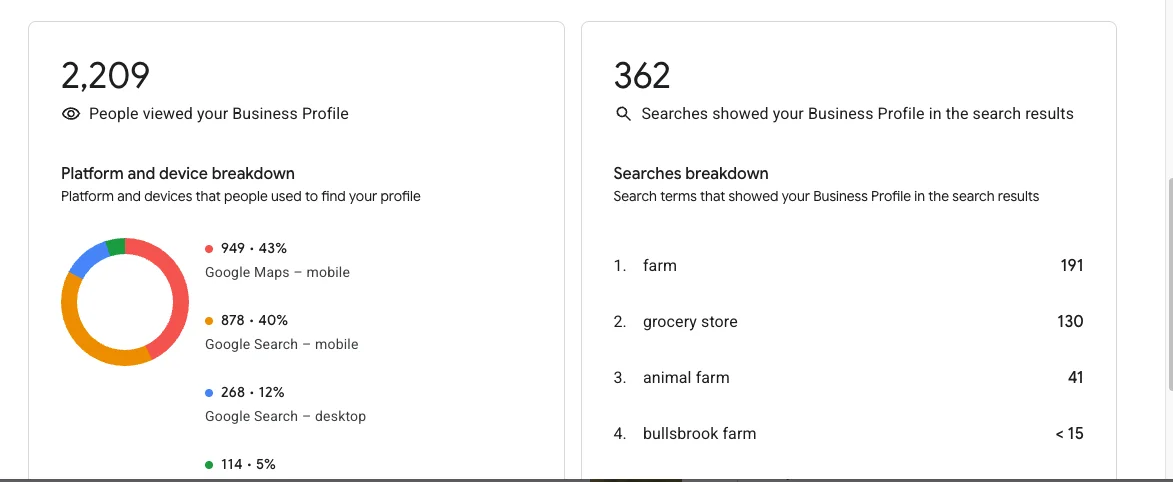 2,209
People viewed your Business Profile
Platform and device breakdown
Platform and devices that people used to find your profile
949 · 43%
Google Maps – mobile
878 · 40%
Google Search – mobile
268 · 12%
Google Search – desktop
114 · 5%
362
Searches showed your Business Profile in the search results
Searches breakdown
Search terms that showed your Business Profile in the search results
1. farm 191
2. grocery store 130
3. animal farm 41
4. bullsbrook farm < 15